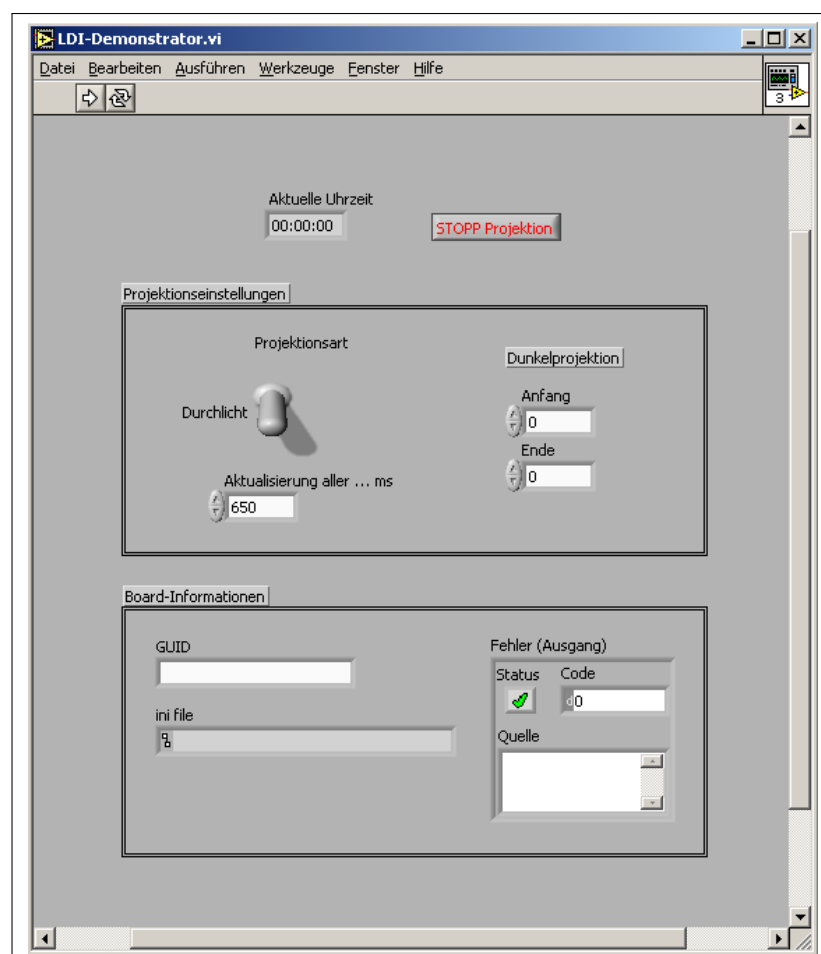 LDI-Demonstrator.vi
Datei Bearbeiten Ausführen Werkzeuge Fenster Hilfe
3
Aktuelle Uhrzeit
00:00:00
STOPP Projektion
Projektionseinstellungen
Projektionsart
Durchlicht
Aktualisierung aller ... ms
650
Dunkelprojektion
Anfang
0
Ende
0
Board-Informationen
GUID
ini file
Fehler (Ausgang)
Status Code
d0
Quelle